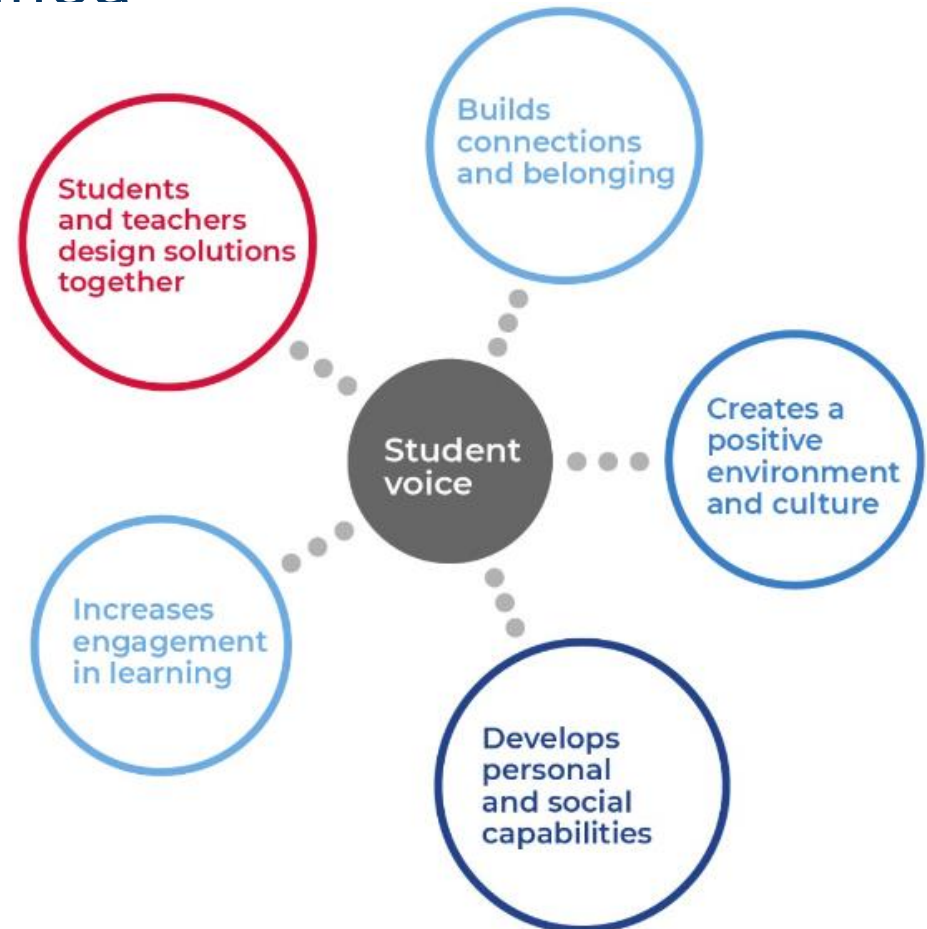 Builds
connections
and belonging
Students
and teachers
design solutions
together
Student
voice
Creates a
positive
environment
and culture
Increases
engagement
in learning
Develops
personal
and social
capabilities